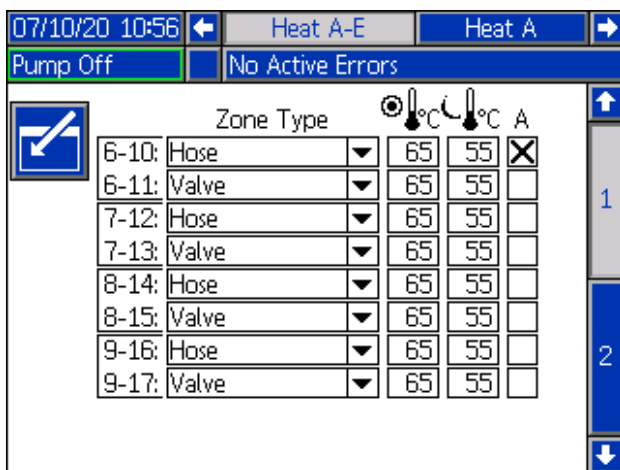 07/10/20 10:56 Heat A-E Heat A
Pump Off No Active Errors
Zone Type °C °C A
6-10: Hose 65 55 X
6-11: Valve 65 55
7-12: Hose 65 55
7-13: Valve 65 55
8-14: Hose 65 55
8-15: Valve 65 55
9-16: Hose 65 55
9-17: Valve 65 55
1
2